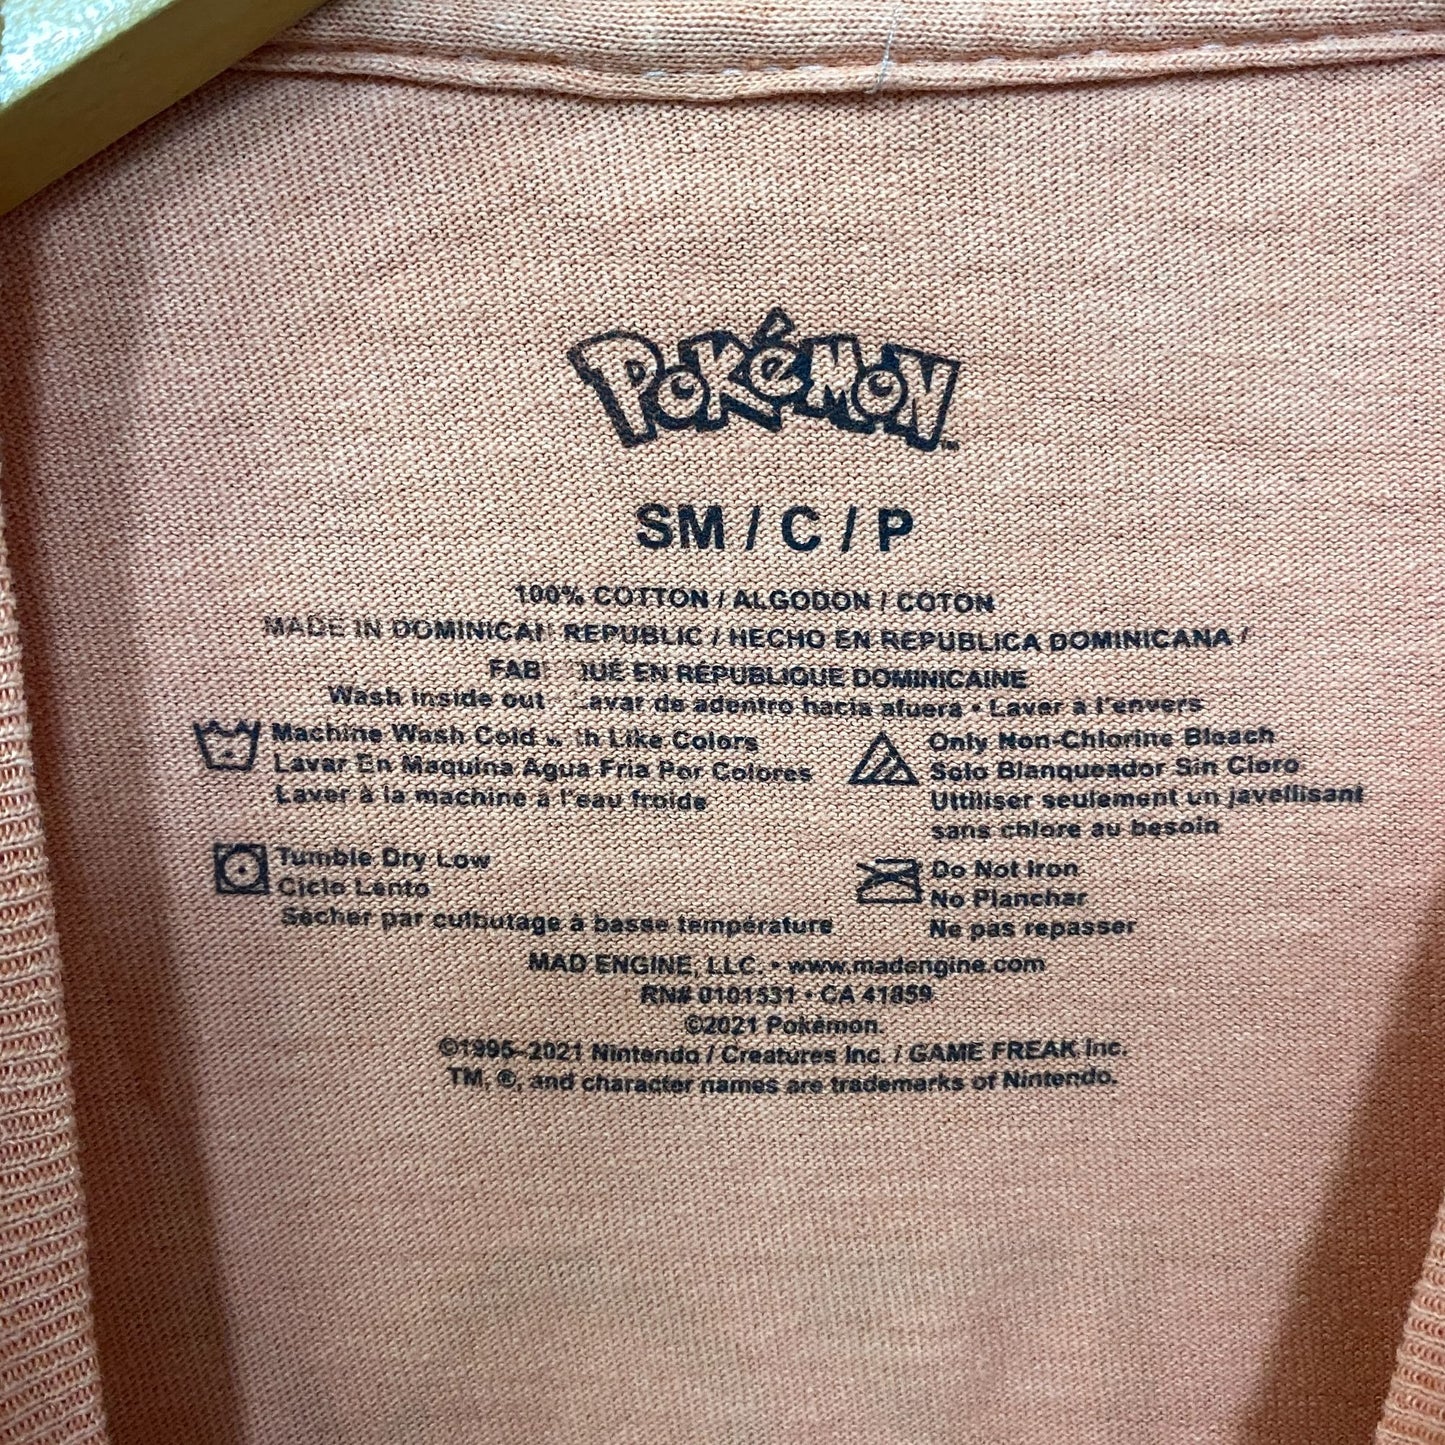 POKéMON™
SM / C / P
100% COTTON / ALGODON / COTON
MADE IN DOMINICAN REPUBLIC / HECHO EN REPUBLICA DOMINICANA /
FAB QUÉ EN RÉPUBLIQUE DOMINICAINE
Wash inside out Lavar de adentro hacia afuera • Laver à l'envers
Machine Wash Cold with Like Colors
Lavar En Maquina Agua Fria Por Colores
Laver à la machine à l'eau froide
Only Non-Chlorine Bleach
Solo Blanqueador Sin Cloro
Uttiliser seulement un javellisant
sans chlore au besoin
Tumble Dry Low
Ciclo Lento
Sécher par culbutage à basse température
Do Not Iron
No Planchar
Ne pas repasser
MAD ENGINE, LLC. • www.madengine.com
RN# 0101531 • CA 41859
©2021 Pokémon.
©1995–2021 Nintendo / Creatures Inc. / GAME FREAK Inc.
TM, ®, and character names are trademarks of Nintendo.